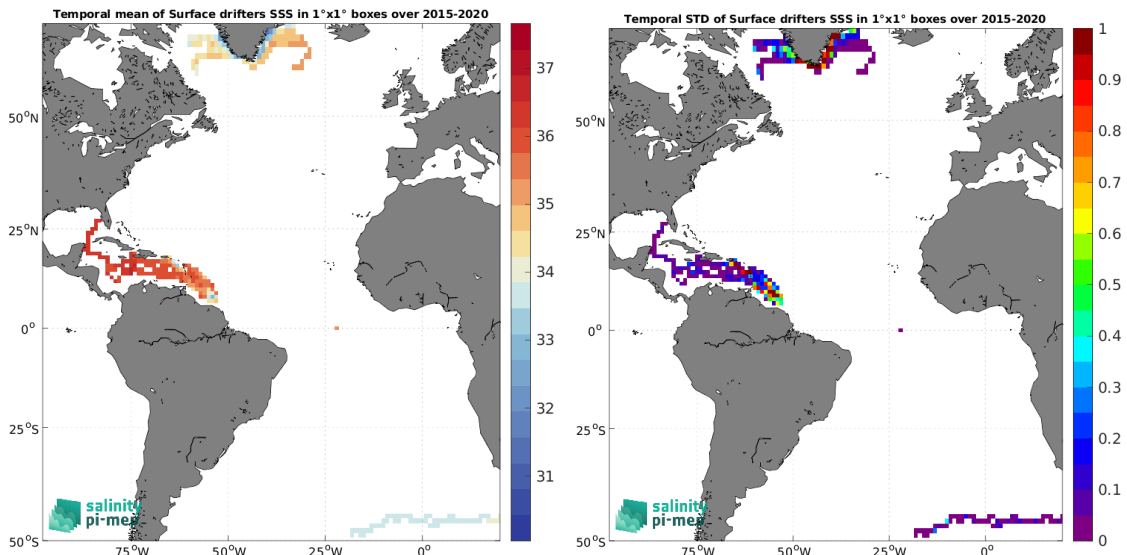 Temporal mean of Surface drifters SSS in 1°x1° boxes over 2015-2020
50°N
25°N
0°
25°S
50°S
75°W
50°W
25°W
0°
37
36
35
34
33
32
31
salinity
pi-mep
Temporal STD of Surface drifters SSS in 1°x1° boxes over 2015-2020
50°N
25°N
0°
25°S
50°S
75°W
50°W
25°W
0°
1
0.9
0.8
0.7
0.6
0.5
0.4
0.3
0.2
0.1
0
salinity
pi-mep